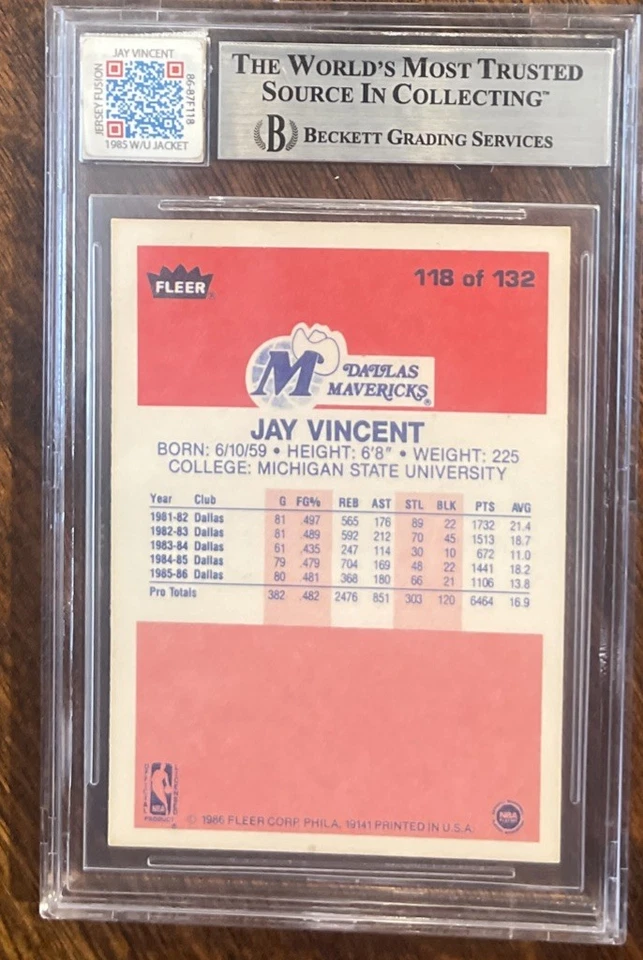 JAY VINCENT
JERSEY FUSION
86-87F118
1985 W/U JACKET
THE WORLD'S MOST TRUSTED
SOURCE IN COLLECTING™
B BECKETT GRADING SERVICES
FLEER®
118 of 132
M DALLAS
MAVERICKS®
JAY VINCENT
BORN: 6/10/59 • HEIGHT: 6'8" • WEIGHT: 225
COLLEGE: MICHIGAN STATE UNIVERSITY
Year Club G FG% REB AST STL BLK PTS AVG
1981-82 Dallas 81 .497 565 176 89 22 1732 21.4
1982-83 Dallas 81 .489 592 212 70 45 1513 18.7
1983-84 Dallas 61 .435 247 114 30 10 672 11.0
1984-85 Dallas 79 .479 704 169 48 22 1441 18.2
1985-86 Dallas 80 .481 368 180 66 21 1106 13.8
Pro Totals 382 .482 2476 851 303 120 6464 16.9
OFFICIAL
LICENSED
NBA
PRODUCT
© 1986 FLEER CORP. PHILA. 19141 PRINTED IN U.S.A.
NBA